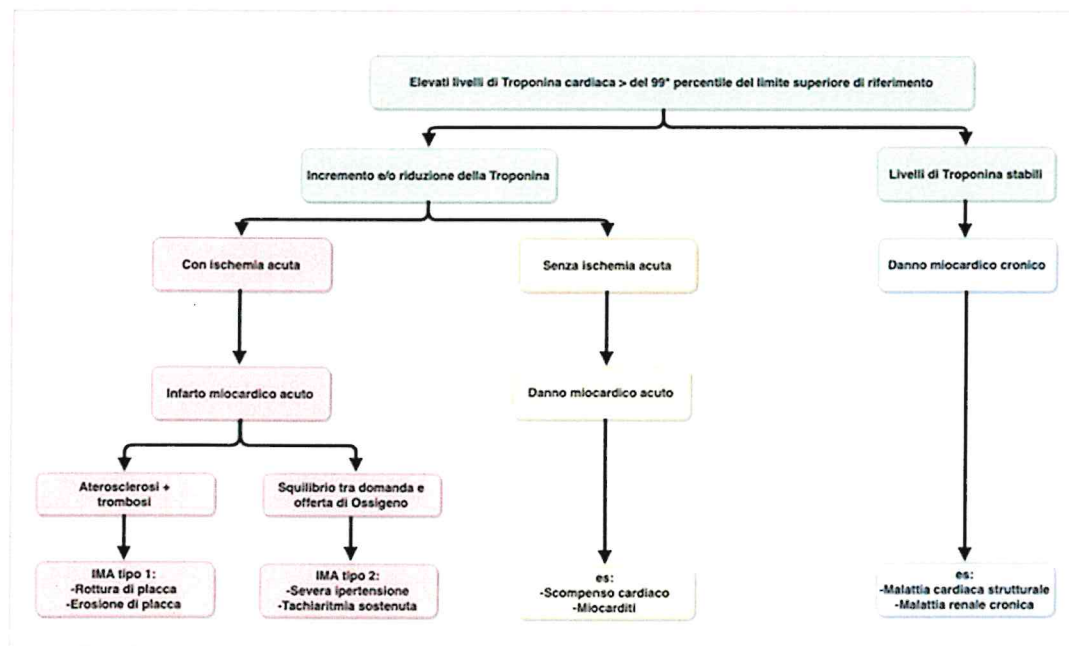 Elevati livelli di Troponina cardiaca > del 99° percentile del limite superiore di riferimento
Incremento e/o riduzione della Troponina
Livelli di Troponina stabili
Con ischemia acuta
Senza ischemia acuta
Danno miocardico cronico
Infarto miocardico acuto
Danno miocardico acuto
Aterosclerosi +
trombosi
Squilibrio tra domanda e
offerta di Ossigeno
IMA tipo 1:
-Rottura di placca
-Erosione di placca
IMA tipo 2:
-Severa ipertensione
-Tachiaritmia sostenuta
es:
-Scompenso cardiaco
-Miocarditi
es:
-Malattia cardiaca strutturale
-Malattia renale cronica